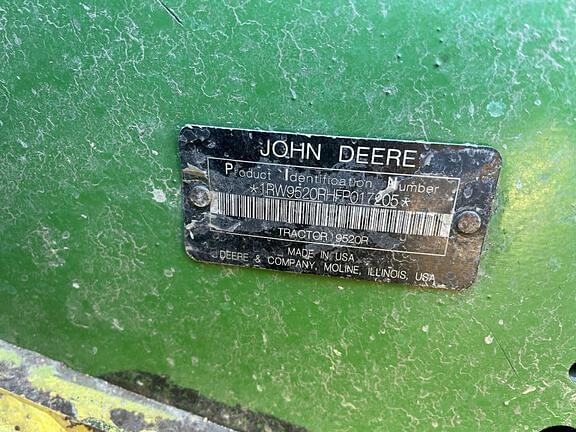 JOHN DEERE
Product Identification Number
*1RW9520RHFP017205*
TRACTOR 9520R
MADE IN USA
DEERE & COMPANY, MOLINE, ILLINOIS, USA